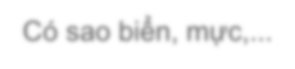 Có sao biển, mực,...